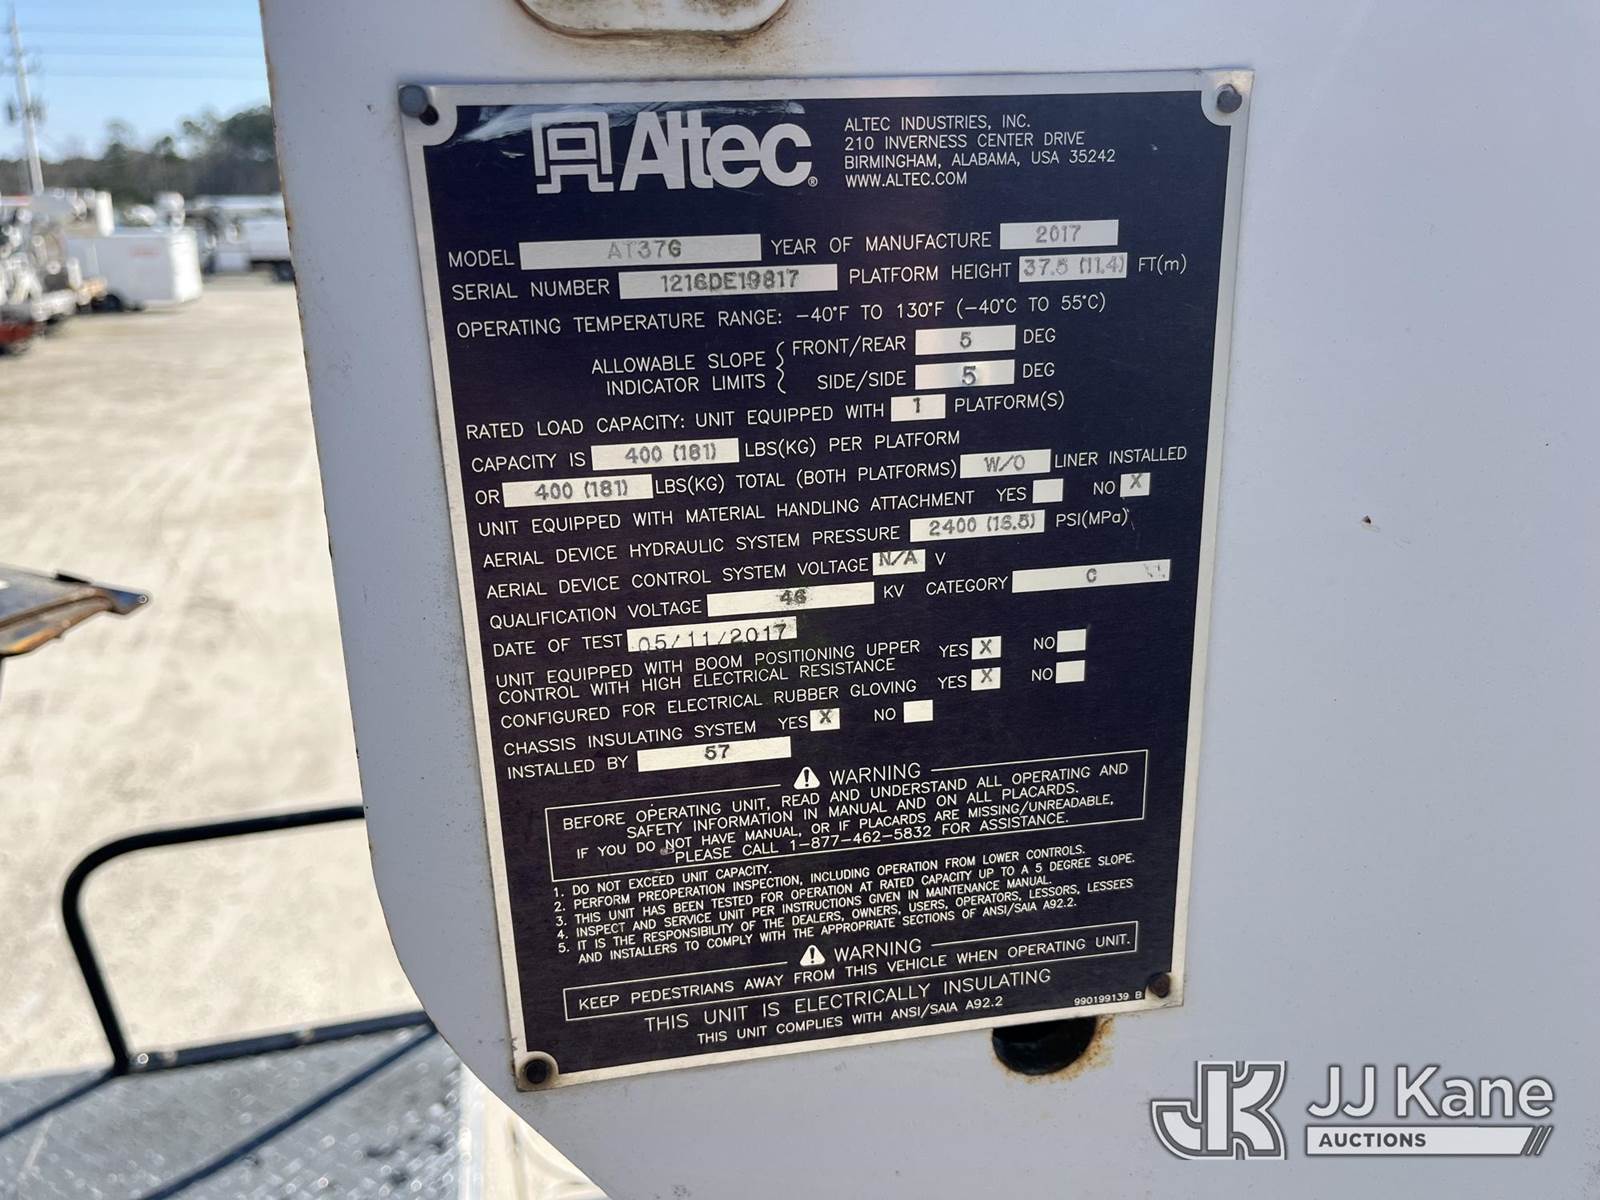 Altec®
ALTEC INDUSTRIES, INC.
210 INVERNESS CENTER DRIVE
BIRMINGHAM, ALABAMA, USA 35242
WWW.ALTEC.COM
MODEL AT37G YEAR OF MANUFACTURE 2017
SERIAL NUMBER 1216DE19817 PLATFORM HEIGHT 37.5 (11.4) FT(m)
OPERATING TEMPERATURE RANGE: -40°F TO 130°F (-40°C TO 55°C)
ALLOWABLE SLOPE INDICATOR LIMITS { FRONT/REAR 5 DEG
SIDE/SIDE 5 DEG
RATED LOAD CAPACITY: UNIT EQUIPPED WITH 1 PLATFORM(S)
CAPACITY IS 400 (181) LBS(KG) PER PLATFORM
OR 400 (181) LBS(KG) TOTAL (BOTH PLATFORMS) W/O LINER INSTALLED
UNIT EQUIPPED WITH MATERIAL HANDLING ATTACHMENT YES NO X
AERIAL DEVICE HYDRAULIC SYSTEM PRESSURE 2400 (16.5) PSI(MPa)
AERIAL DEVICE CONTROL SYSTEM VOLTAGE N/A V
QUALIFICATION VOLTAGE 46 KV CATEGORY C
DATE OF TEST 05/11/2017
UNIT EQUIPPED WITH BOOM POSITIONING UPPER
CONTROL WITH HIGH ELECTRICAL RESISTANCE YES X NO
CONFIGURED FOR ELECTRICAL RUBBER GLOVING YES X NO
CHASSIS INSULATING SYSTEM YES X NO
INSTALLED BY 57
WARNING
BEFORE OPERATING UNIT, READ AND UNDERSTAND ALL OPERATING AND
SAFETY INFORMATION IN MANUAL AND ON ALL PLACARDS.
IF YOU DO NOT HAVE MANUAL, OR IF PLACARDS ARE MISSING/UNREADABLE,
PLEASE CALL 1-877-462-5832 FOR ASSISTANCE.
1. DO NOT EXCEED UNIT CAPACITY.
2. PERFORM PREOPERATION INSPECTION, INCLUDING OPERATION FROM LOWER CONTROLS.
3. THIS UNIT HAS BEEN TESTED FOR OPERATION AT RATED CAPACITY UP TO A 5 DEGREE SLOPE.
4. INSPECT AND SERVICE UNIT PER INSTRUCTIONS GIVEN IN MAINTENANCE MANUAL.
5. IT IS THE RESPONSIBILITY OF THE DEALERS, OWNERS, USERS, OPERATORS, LESSORS, LESSEES
AND INSTALLERS TO COMPLY WITH THE APPROPRIATE SECTIONS OF ANSI/SAIA A92.2.
WARNING
KEEP PEDESTRIANS AWAY FROM THIS VEHICLE WHEN OPERATING UNIT.
THIS UNIT IS ELECTRICALLY INSULATING
THIS UNIT COMPLIES WITH ANSI/SAIA A92.2
990199139 B
JK JJ Kane
AUCTIONS